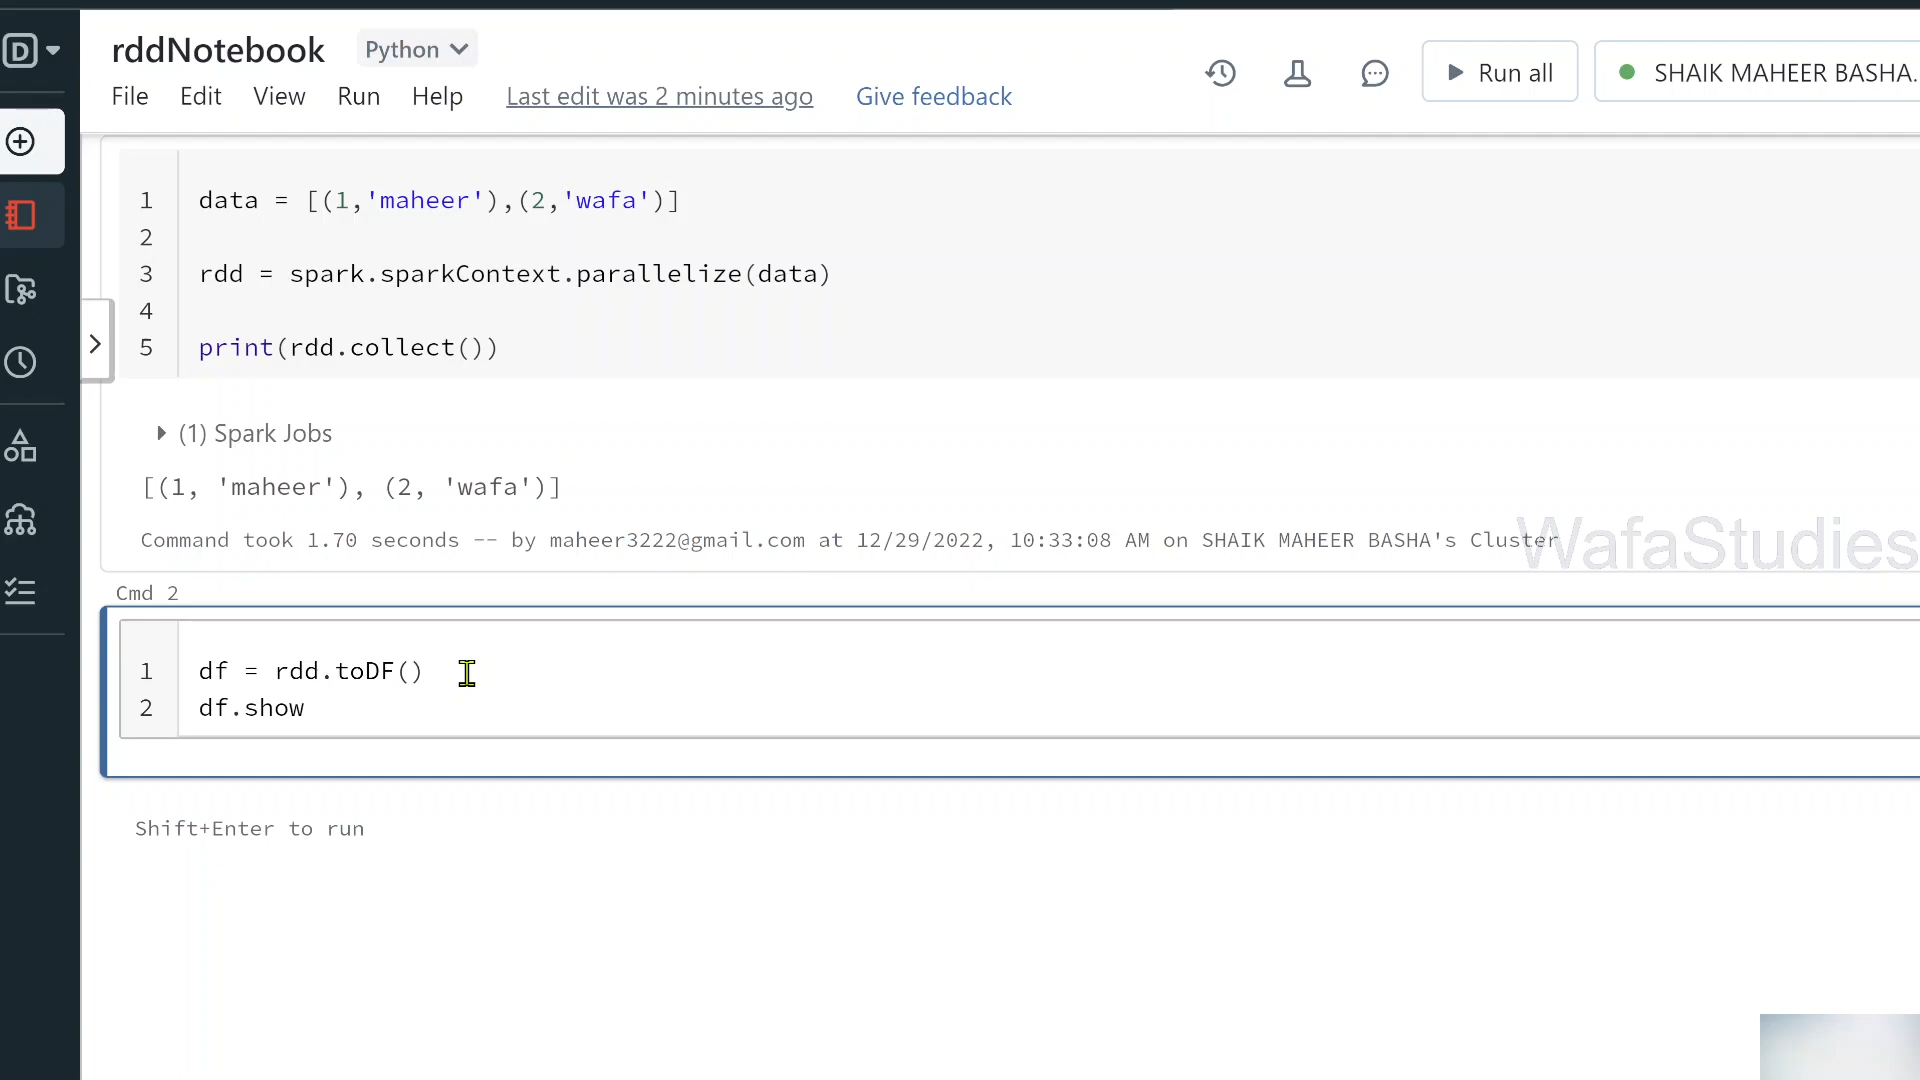 rddNotebook Python
File Edit View Run Help Last edit was 2 minutes ago Give feedback
Run all
SHAIK MAHEER BASHA.
1 data = [(1,'maheer'),(2,'wafa')]
2
3 rdd = spark.sparkContext.parallelize(data)
4
5 print(rdd.collect())
(1) Spark Jobs
[(1, 'maheer'), (2, 'wafa')]
Command took 1.70 seconds -- by maheer3222@gmail.com at 12/29/2022, 10:33:08 AM on SHAIK MAHEER BASHA's Cluster
WafaStudies
Cmd 2
1 df = rdd.toDF()
2 df.show
Shift+Enter to run